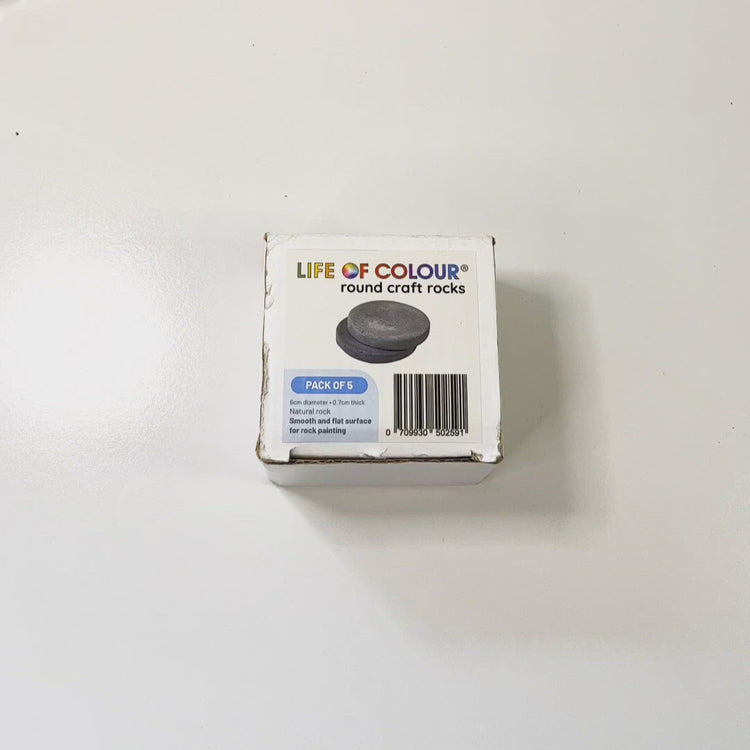 LIFE OF COLOUR®
round craft rocks
PACK OF 5
6cm diameter • 0.7cm thick
Natural rock
Smooth and flat surface
for rock painting
0 709930 502591